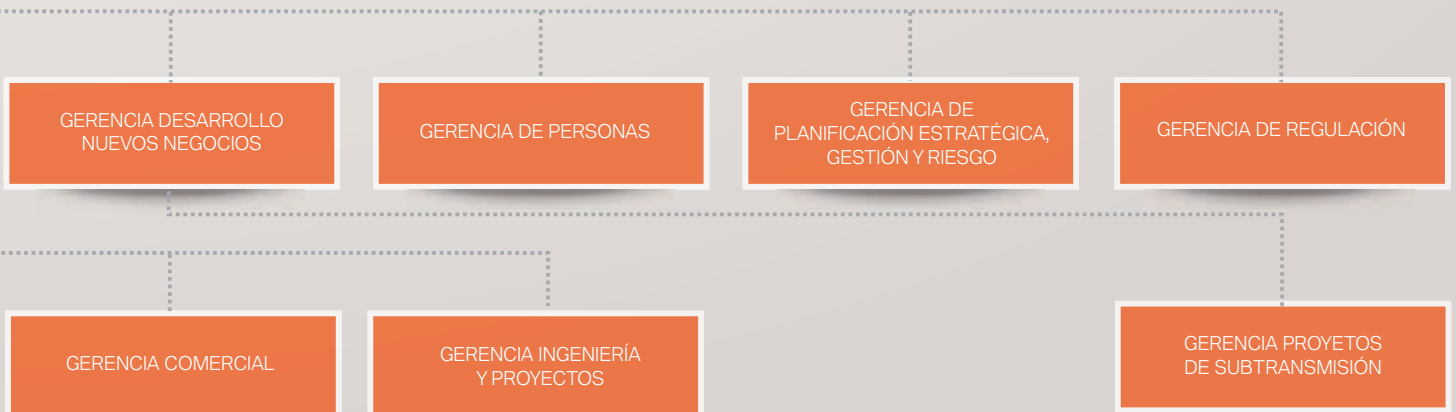 GERENCIA DESARROLLO
NUEVOS NEGOCIOS
GERENCIA DE PERSONAS
GERENCIA DE
PLANIFICACIÓN ESTRATÉGICA,
GESTIÓN Y RIESGO
GERENCIA DE REGULACIÓN
GERENCIA COMERCIAL
GERENCIA INGENIERÍA
Y PROYECTOS
GERENCIA PROYETOS
DE SUBTRANSMISIÓN